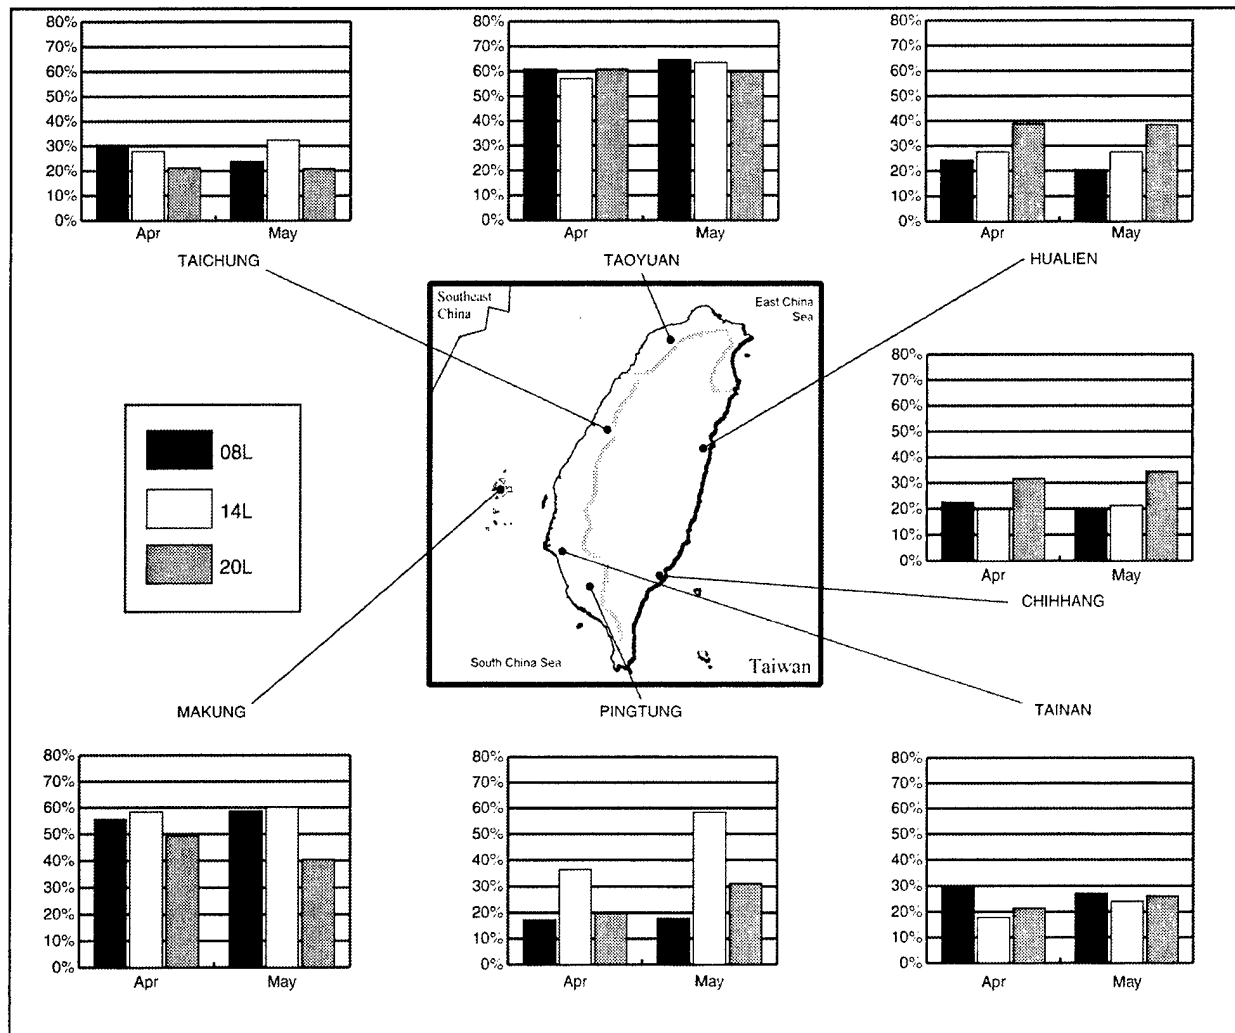 80%
70%
60%
50%
40%
30%
20%
10%
0%
Apr May
TAICHUNG
80%
70%
60%
50%
40%
30%
20%
10%
0%
Apr May
TAOYUAN
80%
70%
60%
50%
40%
30%
20%
10%
0%
Apr May
HUALIEN
Southeast
China
East China
Sea
South China Sea
Taiwan
08L
14L
20L
80%
70%
60%
50%
40%
30%
20%
10%
0%
Apr May
CHIHHANG
MAKUNG
80%
70%
60%
50%
40%
30%
20%
10%
0%
Apr May
PINGTUNG
80%
70%
60%
50%
40%
30%
20%
10%
0%
Apr May
TAINAN
80%
70%
60%
50%
40%
30%
20%
10%
0%
Apr May